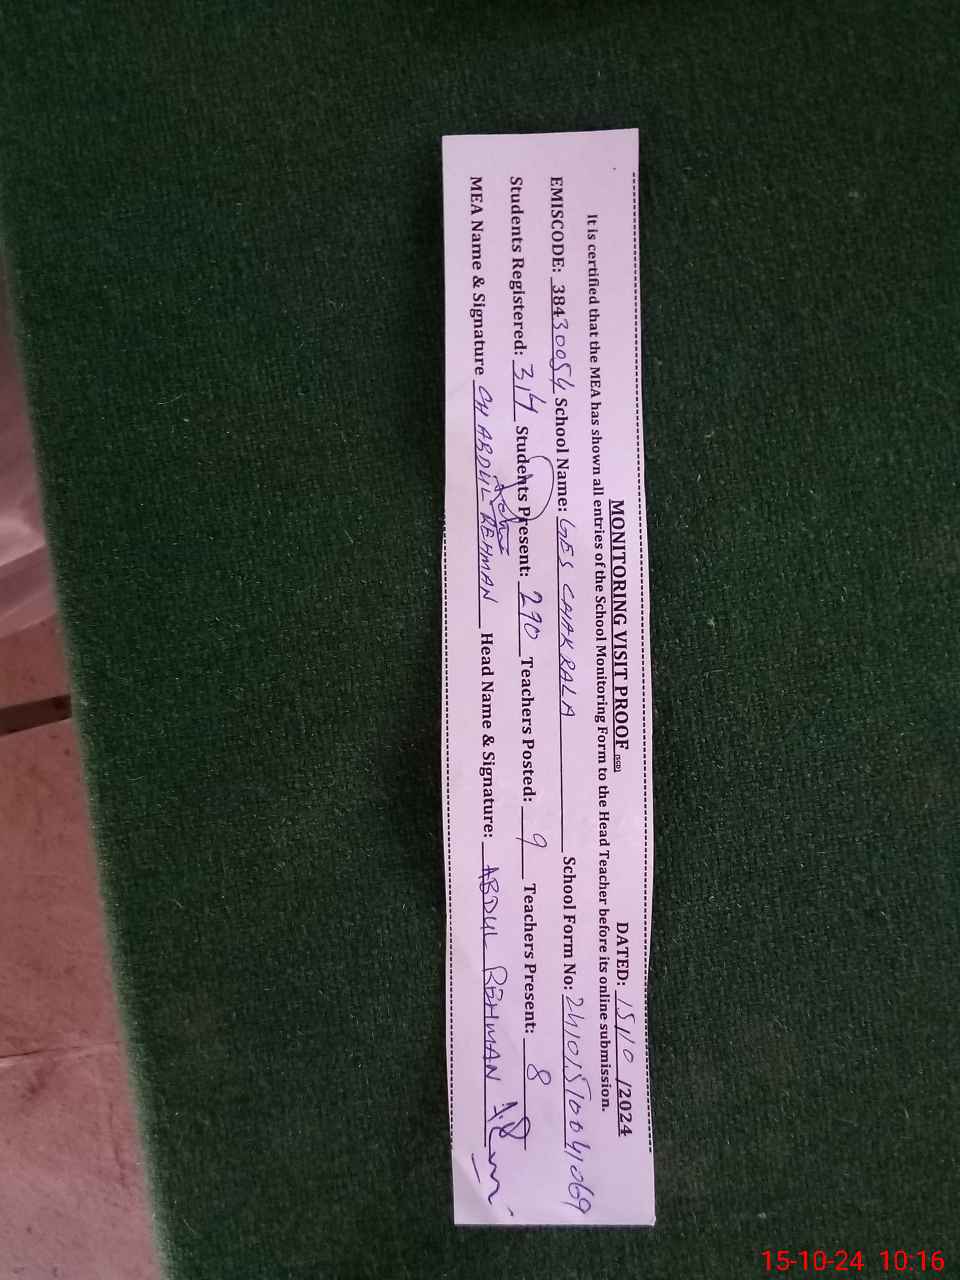 MONITORING VISIT PROOF (SED) DATED: 15/10/2024
It is certified that the MEA has shown all entries of the School Monitoring Form to the Head Teacher before its online submission.
EMISCODE: 38430054 School Name: GES CHAKRALA School Form No:
Students Registered: 314 Students Present: 290 Teachers Posted: 9 Teachers Present: 8
MEA Name & Signature CH ABDUL REHMAN Head Name & Signature: ABDUL REHMAN
15-10-24 10:16